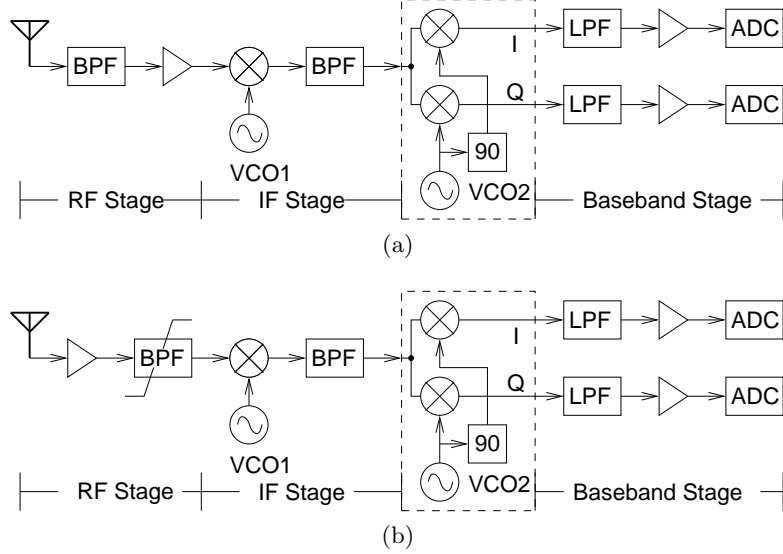 I LPF ADC
BPF BPF
Q LPF ADC
90
VCO1 VCO2
RF Stage IF Stage Baseband Stage
(a)
I LPF ADC
BPF BPF
Q LPF ADC
90
VCO1 VCO2
RF Stage IF Stage Baseband Stage
(b)